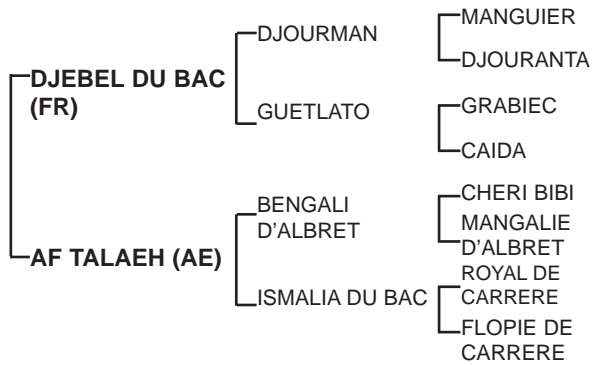 MANGUIER
DJOURMAN
DJOURANTA
DJEBEL DU BAC
(FR)
GRABIEC
GUETLATO
CAIDA
CHERI BIBI
BENGALI
D'ALBRET
MANGALIE
D'ALBRET
AF TALAEH (AE)
ROYAL DE
CARRERE
ISMALIA DU BAC
FLOPIE DE
CARRERE